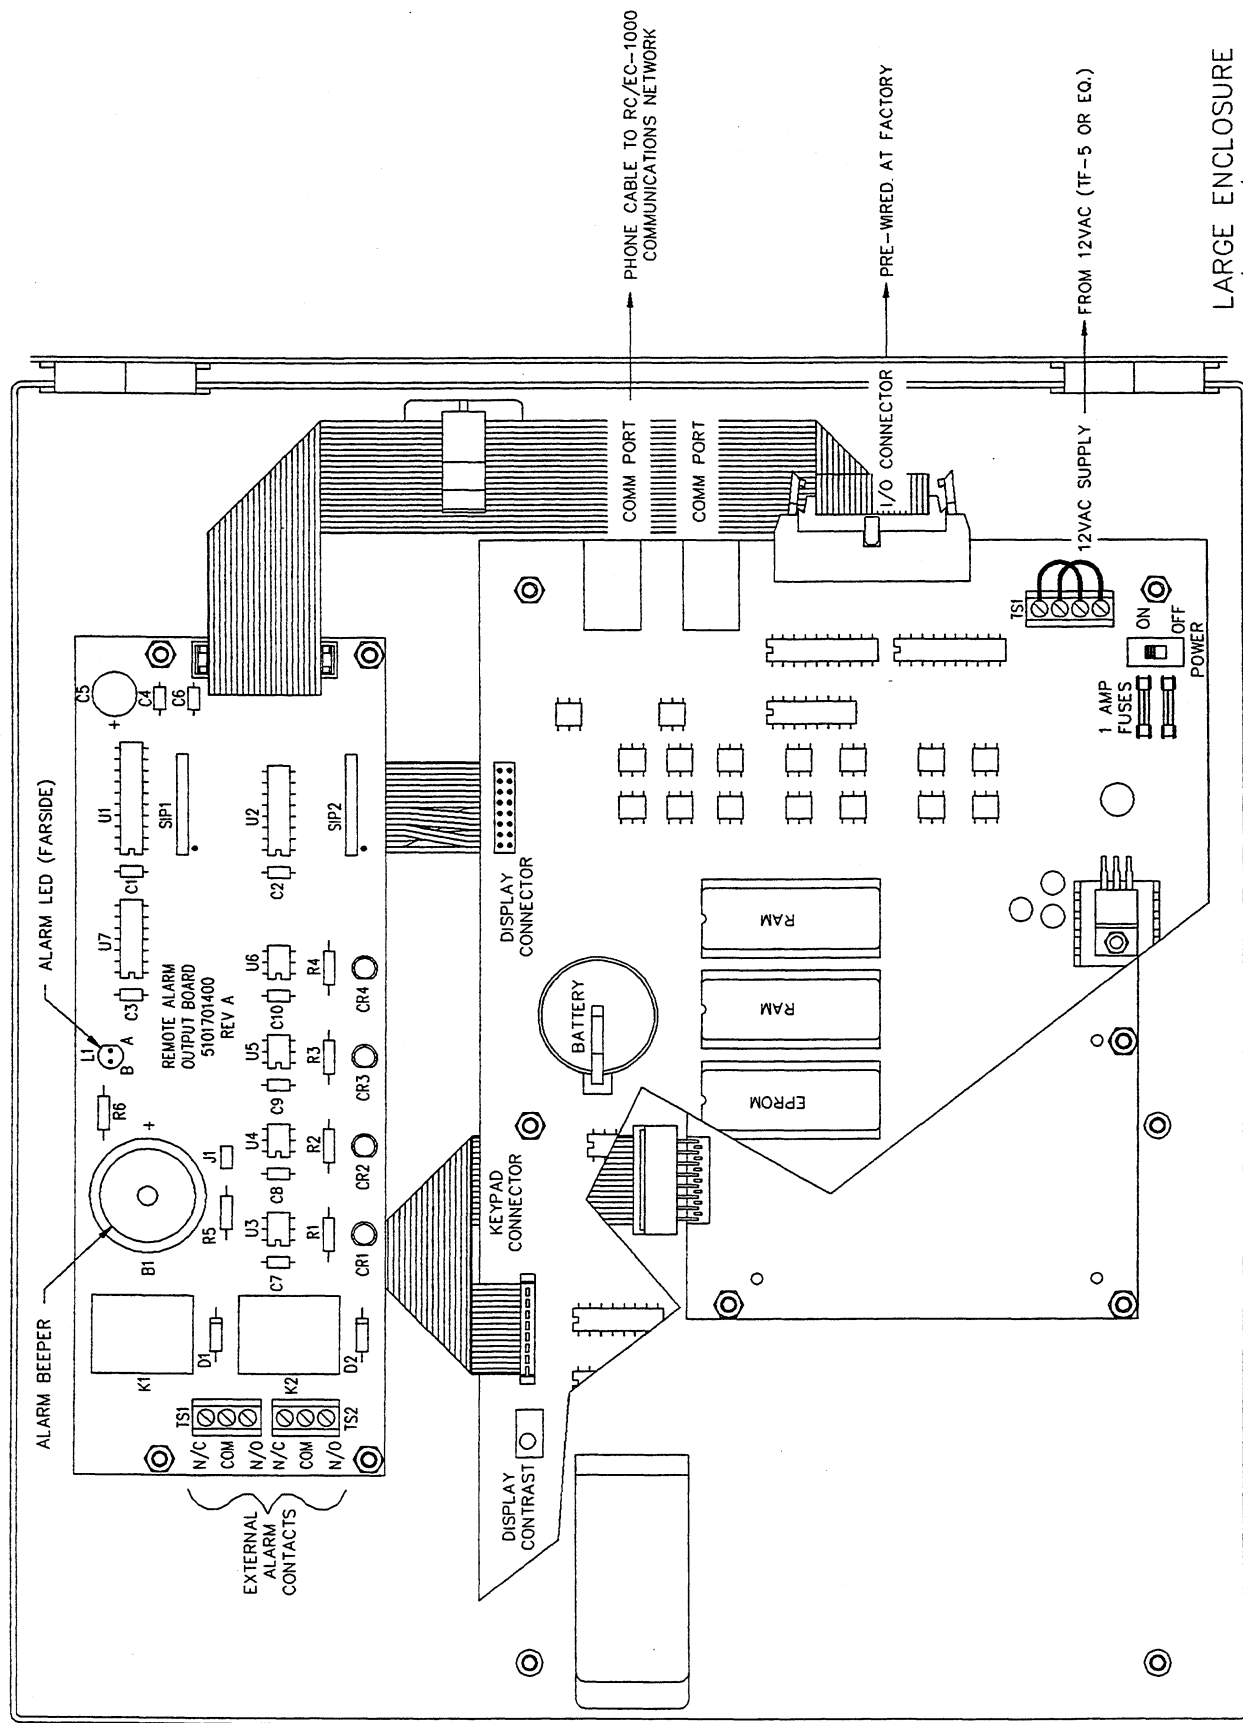 ALARM BEEPER
ALARM LED (FARSIDE)
EXTERNAL
ALARM
CONTACTS
N/C
COM
N/O
N/C
COM
N/O
TS1
TS2
K1
K2
D1
D2
B1
+
R5
J1
R6
L1
B
A
C3
U7
C1
U1
SIP1
C5
+
C4
C6
REMOTE ALARM
OUTPUT BOARD
5101701400
REV A
C7
U3
C8
U4
C9
U5
C10
U6
C2
U2
SIP2
R1
R2
R3
R4
CR1
CR2
CR3
CR4
DISPLAY
CONTRAST
KEYPAD
CONNECTOR
DISPLAY
CONNECTOR
BATTERY
EPROM
RAM
RAM
COMM PORT
COMM PORT
PHONE CABLE TO RC/EC-1000
COMMUNICATIONS NETWORK
I/O CONNECTOR
PRE-WIRED. AT FACTORY
TS1
12VAC SUPPLY
FROM 12VAC (TF-5 OR EQ.)
1 AMP
FUSES
ON
OFF
POWER
LARGE ENCLOSURE